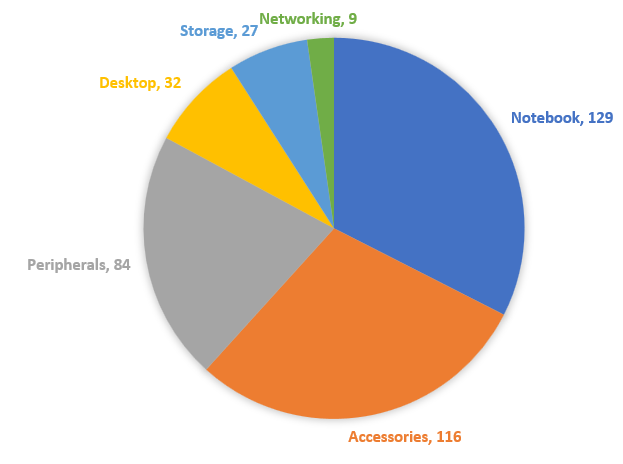 Networking, 9
Storage, 27
Desktop, 32
Notebook, 129
Peripherals, 84
Accessories, 116